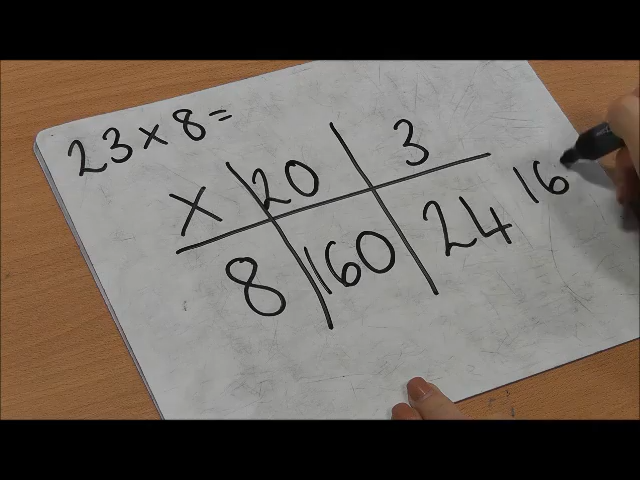 23 × 8 =
× 20 3
8 160 24 16